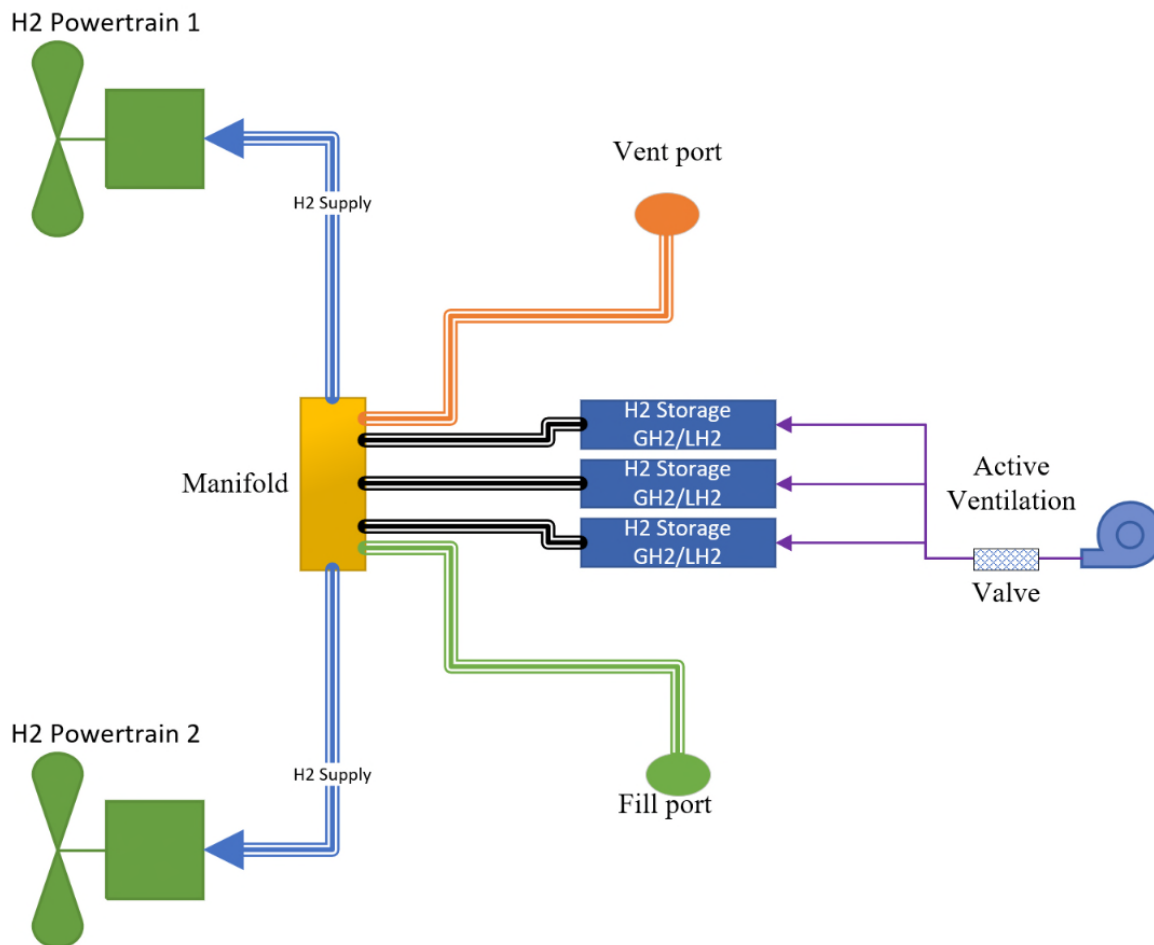 H2 Powertrain 1
Vent port
H2 Supply
H2 Storage
GH2/LH2
H2 Storage
GH2/LH2
H2 Storage
GH2/LH2
Manifold
Active
Ventilation
Valve
H2 Powertrain 2
H2 Supply
Fill port